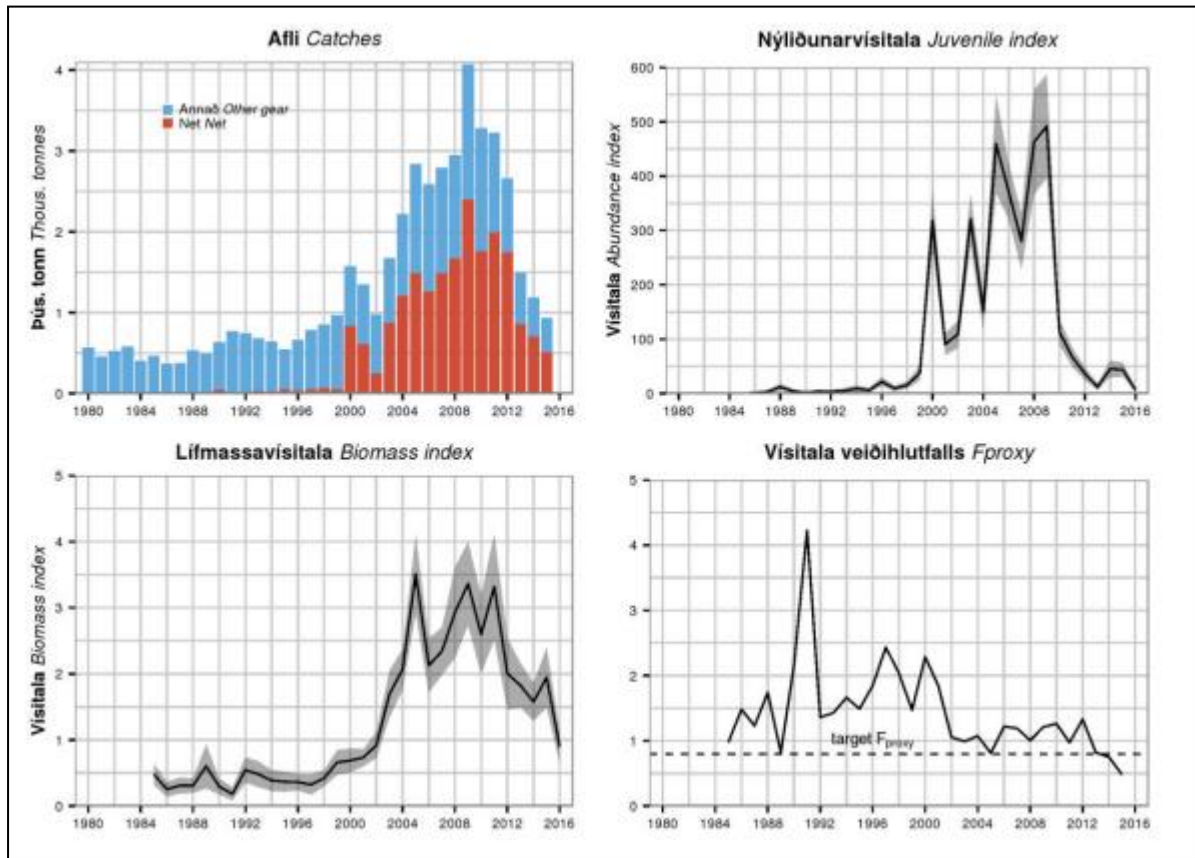 Afli Catches
Þús. tonn Thous. tonnes
4
3
2
1
0
Annað Other gear
Net Net
1980 1984 1988 1992 1996 2000 2004 2008 2012 2016
Nýliðunarvísitala Juvenile index
Vísitala Abundance index
600
500
400
300
200
100
0
1980 1984 1988 1992 1996 2000 2004 2008 2012 2016
Lífmassavísitala Biomass index
Vísitala Biomass index
5
4
3
2
1
0
1980 1984 1988 1992 1996 2000 2004 2008 2012 2016
Vísitala veiðihlutfalls Fproxy
5
4
3
2
1
0
target Fproxy
1980 1984 1988 1992 1996 2000 2004 2008 2012 2016